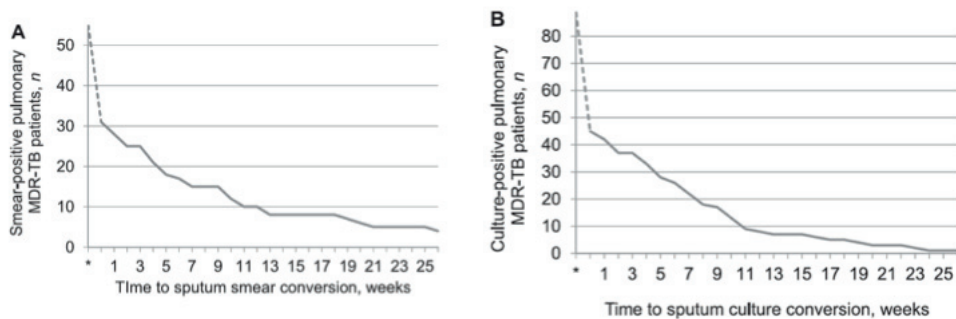 A
Smear-positive pulmonary
MDR-TB patients, n
50
40
30
20
10
0
* 1 3 5 7 9 11 13 15 17 19 21 23 25
TIme to sputum smear conversion, weeks
B
Culture-positive pulmonary
MDR-TB patients, n
80
70
60
50
40
30
20
10
0
* 1 3 5 7 9 11 13 15 17 19 21 23 25
Time to sputum culture conversion, weeks